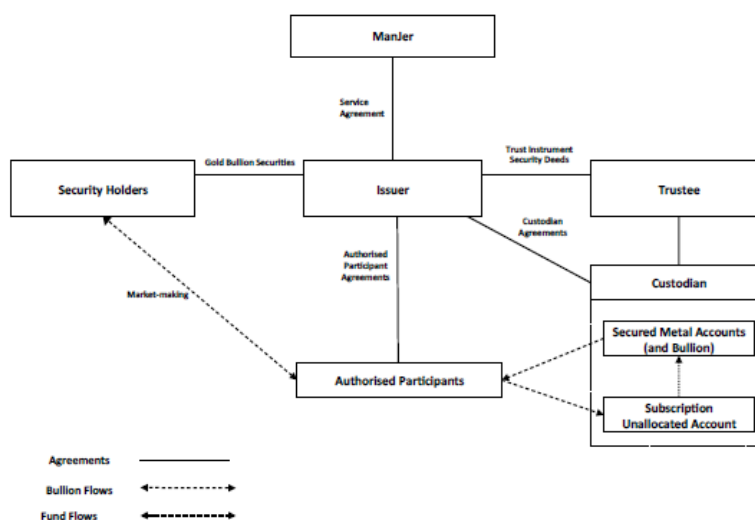 ManJer
Service
Agreement
Gold Bullion Securities
Trust Instrument
Security Deeds
Security Holders
Issuer
Trustee
Custodian
Agreements
Authorised
Participant
Agreements
Custodian
Market-making
Secured Metal Accounts
(and Bullion)
Authorised Participants
Subscription
Unallocated Account
Agreements
Bullion Flows
Fund Flows